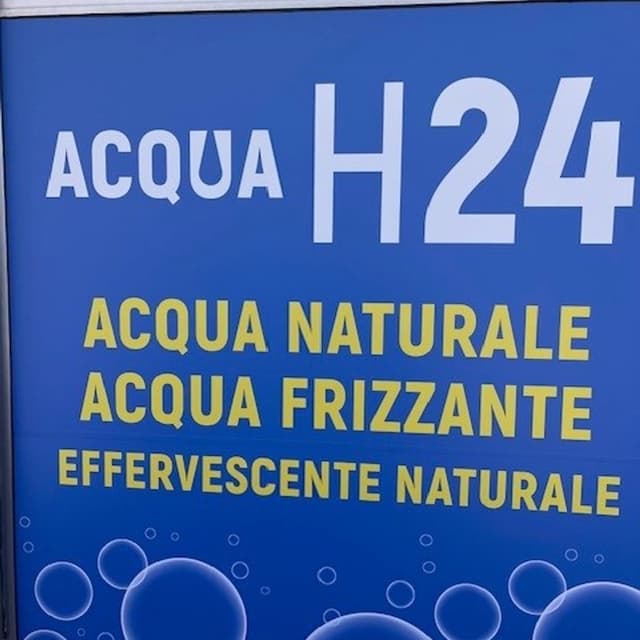 ACQUA H24
ACQUA NATURALE
ACQUA FRIZZANTE
EFFERVESCENTE NATURALE